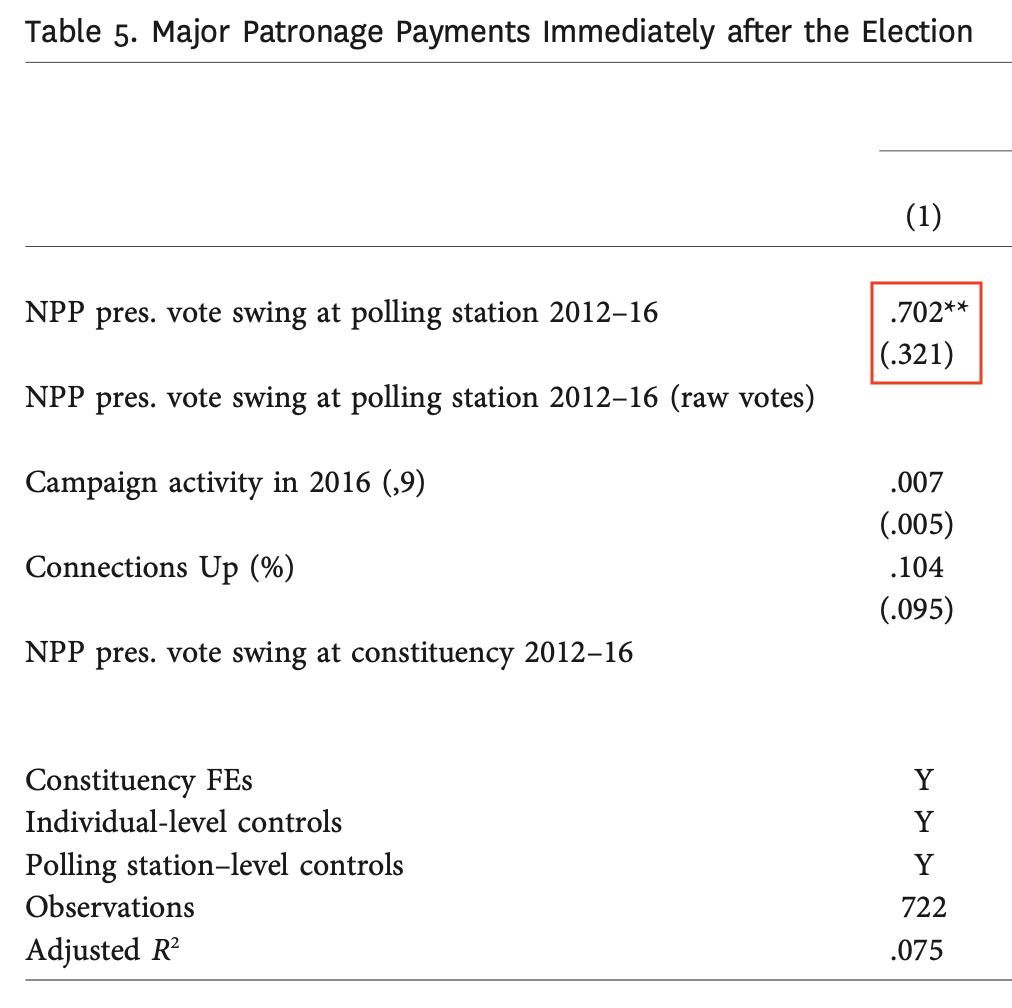 Table 5. Major Patronage Payments Immediately after the Election
(1)
NPP pres. vote swing at polling station 2012–16 .702**
(.321)
NPP pres. vote swing at polling station 2012–16 (raw votes)
Campaign activity in 2016 (,9) .007
(.005)
Connections Up (%) .104
(.095)
NPP pres. vote swing at constituency 2012–16
Constituency FEs Y
Individual-level controls Y
Polling station–level controls Y
Observations 722
Adjusted R² .075